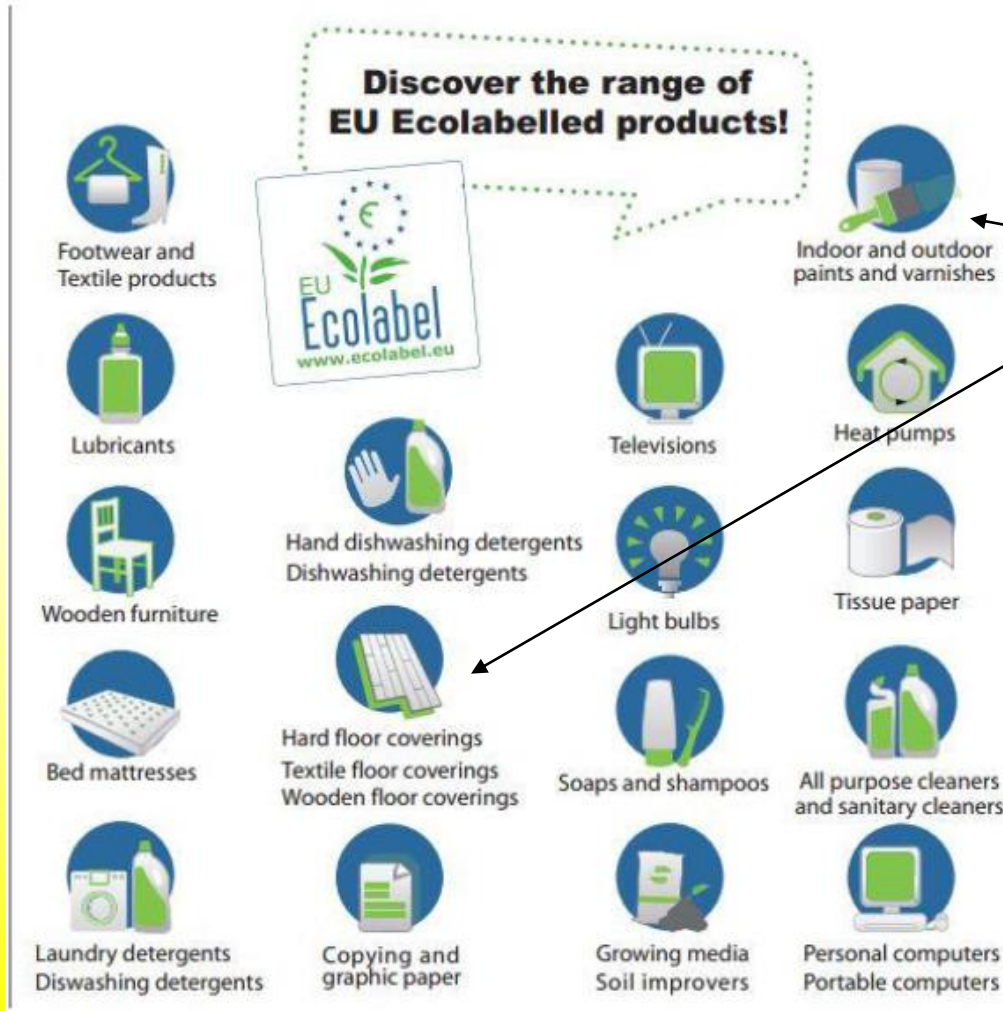 Discover the range of
EU Ecolabelled products!
EU
Ecolabel
www.ecolabel.eu
Footwear and
Textile products
Indoor and outdoor
paints and varnishes
Lubricants
Televisions
Heat pumps
Hand dishwashing detergents
Dishwashing detergents
Wooden furniture
Light bulbs
Tissue paper
Hard floor coverings
Textile floor coverings
Wooden floor coverings
Bed mattresses
Soaps and shampoos
All purpose cleaners
and sanitary cleaners
Laundry detergents
Diswashing detergents
Copying and
graphic paper
Growing media
Soil improvers
Personal computers
Portable computers